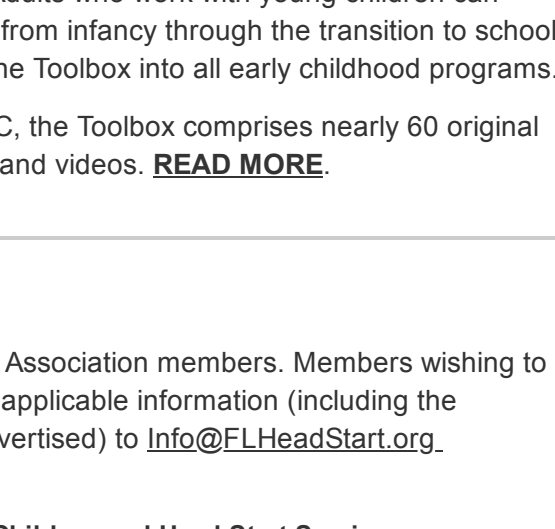 Adults who work with young children can
from infancy through the transition to school
the Toolbox into all early childhood programs.
C, the Toolbox comprises nearly 60 original
and videos. READ MORE.
Association members. Members wishing to
applicable information (including the
vertised) to Info@FLHeadStart.org
Children and Head Start Servi